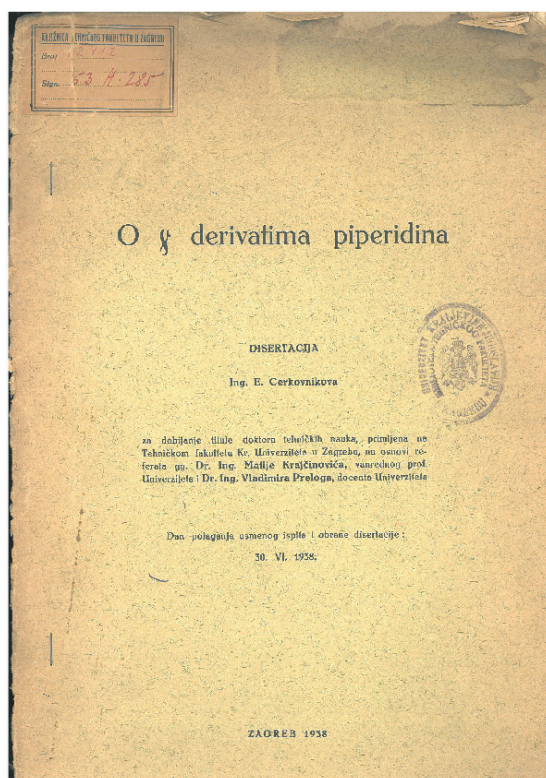 KNJIŽNICA TEHNIČKOG FAKULTETA U ZAGREBU
Broj
Sign. 53 A-285
O γ derivatima piperidina
DISERTACIJA
Ing. E. Cerkovnikova
za dobijanje titule doktora tehničkih nauka, primljena na
Tehničkom fakultetu Kr. Univerziteta u Zagrebu, na osnovi re-
ferata gg. Dr. Ing. Matije Krajčinovića, vanrednog prof.
Univerziteta i Dr. Ing. Vladimira Preloga, docenta Univerziteta
Dan polaganja usmenog ispita i obrane disertacije:
30. VI. 1938.
ZAGREB 1938